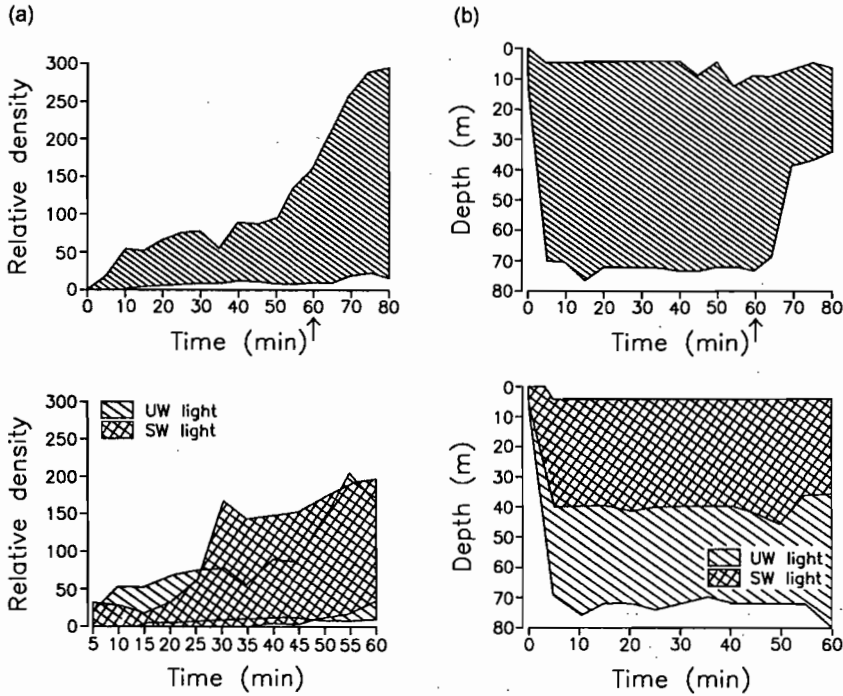 (a)
Relative density
300
250
200
150
100
50
0
0 10 20 30 40 50 60 70 80
Time (min)↑
(b)
Depth (m)
0
10
20
30
40
50
60
70
80
0 10 20 30 40 50 60 70 80
Time (min)↑
Relative density
300
250
200
150
100
50
0
UW light
SW light
5 10 15 20 25 30 35 40 45 50 55 60
Time (min)
Depth (m)
0
10
20
30
40
50
60
70
80
UW light
SW light
0 10 20 30 40 50 60
Time (min)